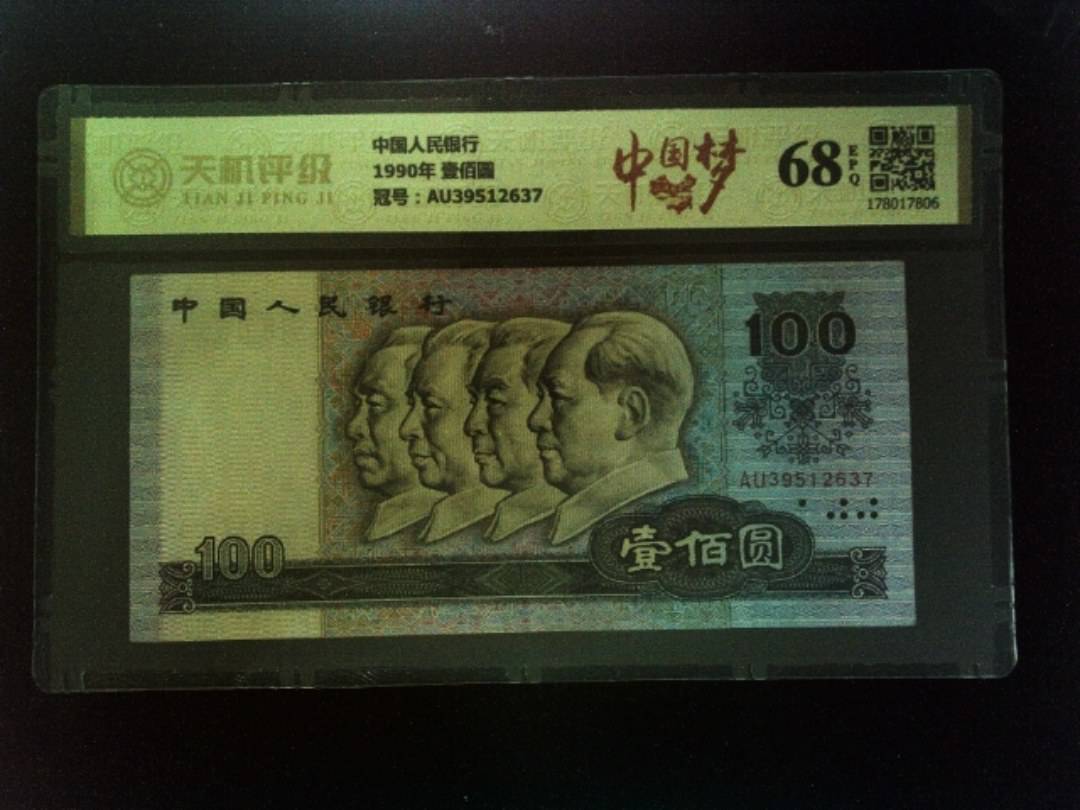 天机评级
TIAN JI PING JI
中国人民银行
1990年 壹佰圆
冠号：AU39512637
中国梦
68 EPQ
178017806
中国人民银行
100
AU39512637
100
壹佰圆